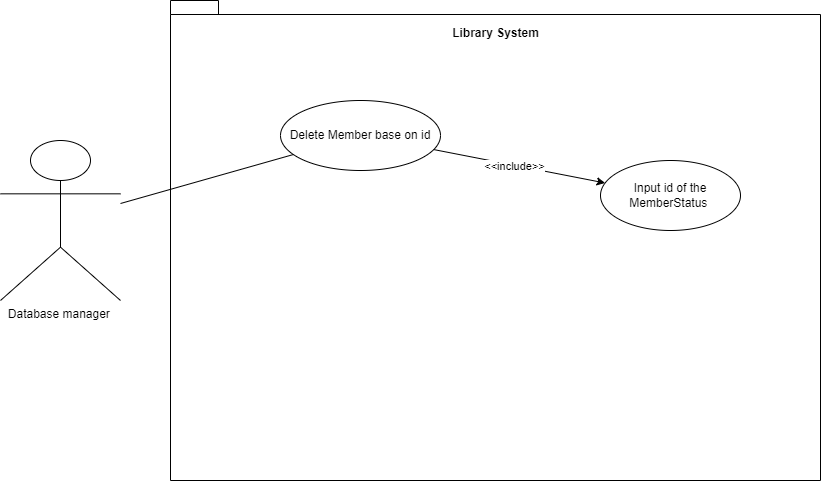 Library System
Delete Member base on id
<<include>>
Input id of the
MemberStatus
Database manager